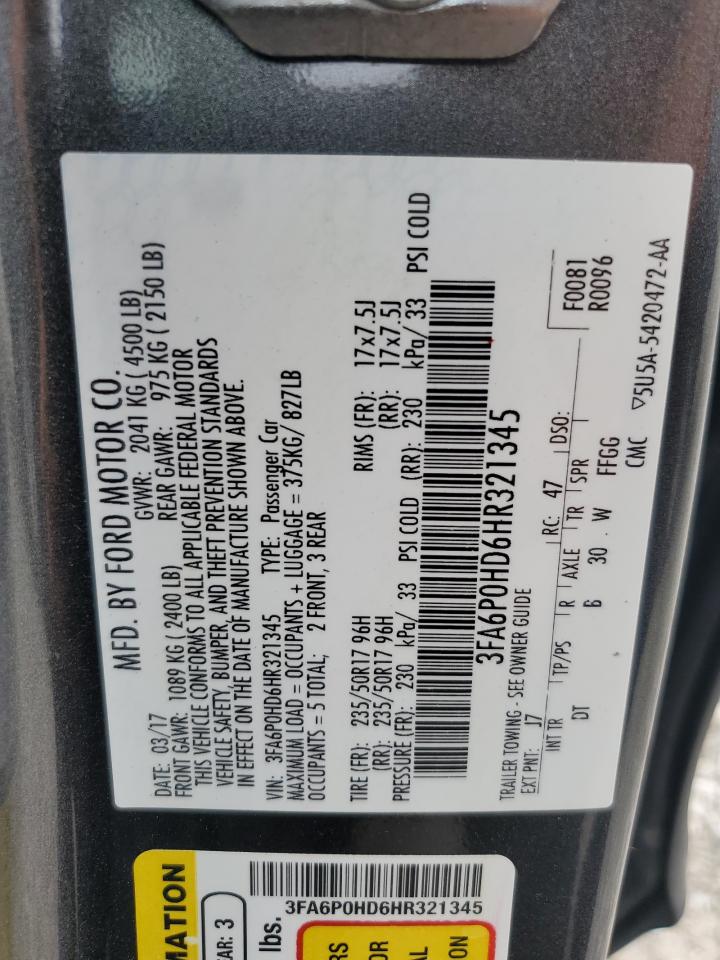 MFD. BY FORD MOTOR CO.
DATE: 03/17 GVWR: 2041 KG ( 4500 LB)
FRONT GAWR: 1089 KG ( 2400 LB) REAR GAWR: 975 KG ( 2150 LB)
THIS VEHICLE CONFORMS TO ALL APPLICABLE FEDERAL MOTOR
VEHICLE SAFETY, BUMPER, AND THEFT PREVENTION STANDARDS
IN EFFECT ON THE DATE OF MANUFACTURE SHOWN ABOVE.
VIN: 3FA6P0HD6HR321345 TYPE: Passenger Car
MAXIMUM LOAD = OCCUPANTS + LUGGAGE = 375KG/ 827LB
OCCUPANTS = 5 TOTAL; 2 FRONT, 3 REAR
TIRE (FR): 235/50R17 96H RIMS (FR): 17x7.5J
(RR): 235/50R17 96H (RR): 17x7.5J
PRESSURE (FR): 230 kPa/ 33 PSI COLD (RR): 230 kPa/ 33 PSI COLD
3FA6P0HD6HR321345
TRAILER TOWING - SEE OWNER GUIDE
EXT PNT: J7 RC: 47 DSO: F0081
R0096
INT TR TP/PS R AXLE TR SPR
DT B 30 W FFGG
CMC ▽5U5A-5420472-AA
MATION
AR: 3
lbs.
3FA6P0HD6HR321345
RS
OR
AL
ON